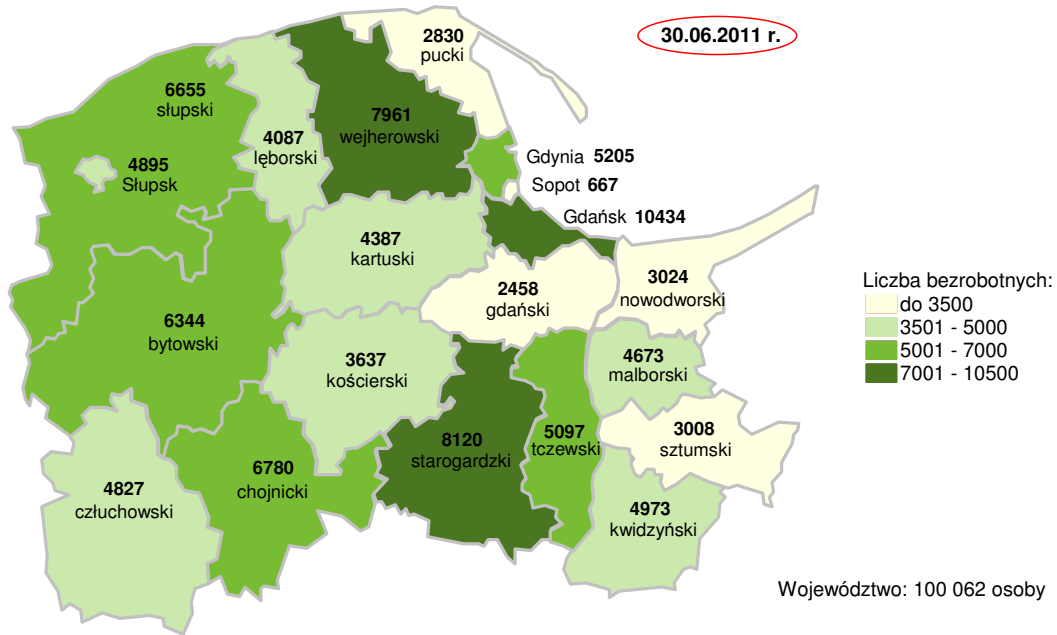 30.06.2011 r.
2830
pucki
6655
słupski
7961
wejherowski
4087
lęborski
4895
Słupsk
Gdynia 5205
Sopot 667
Gdańsk 10434
4387
kartuski
3024
nowodworski
2458
gdański
6344
bytowski
3637
kościerski
4673
malborski
8120
starogardzki
5097
tczewski
3008
sztumski
6780
chojnicki
4827
człuchowski
4973
kwidzyński
Liczba bezrobotnych:
do 3500
3501 - 5000
5001 - 7000
7001 - 10500
Województwo: 100 062 osoby